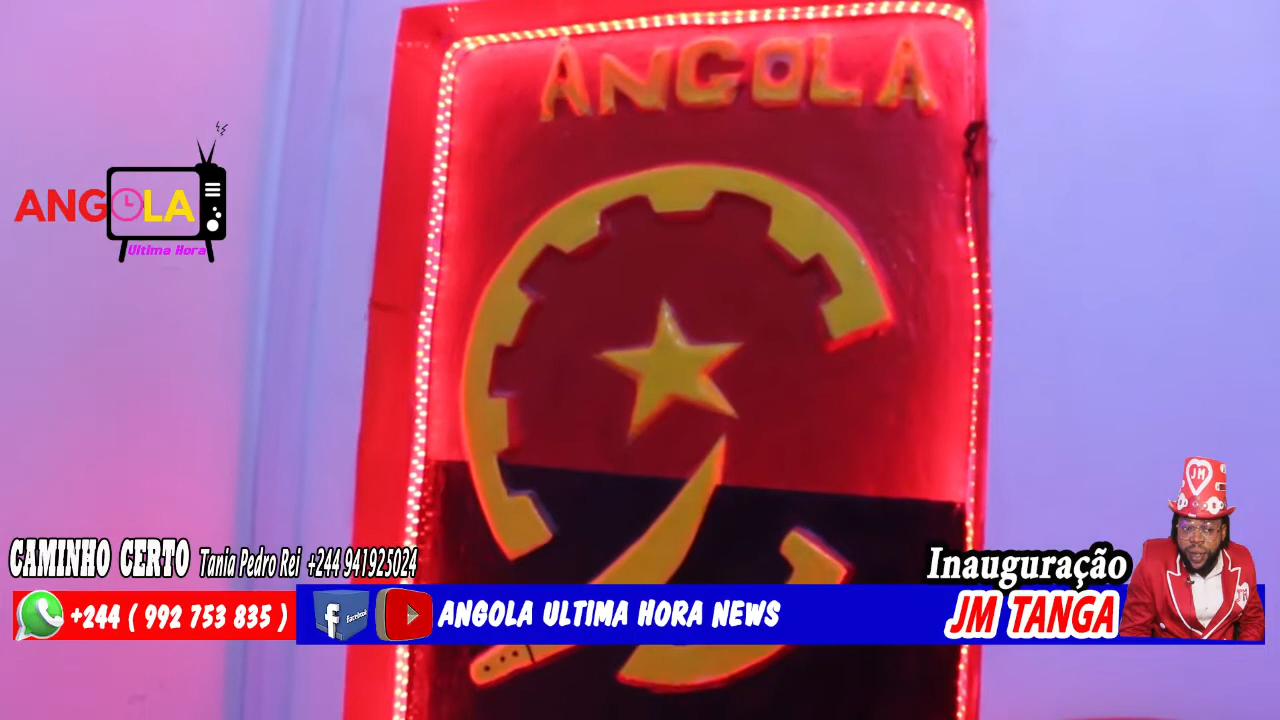 ANGOLA
ANGOLA
Ultima Hora
JM
CAMINHO CERTO Tania Pedro Rei +244 941925024
Inauguração
+244 ( 992 753 835 )
facebook
ANGOLA ULTIMA HORA NEWS
JM TANGA